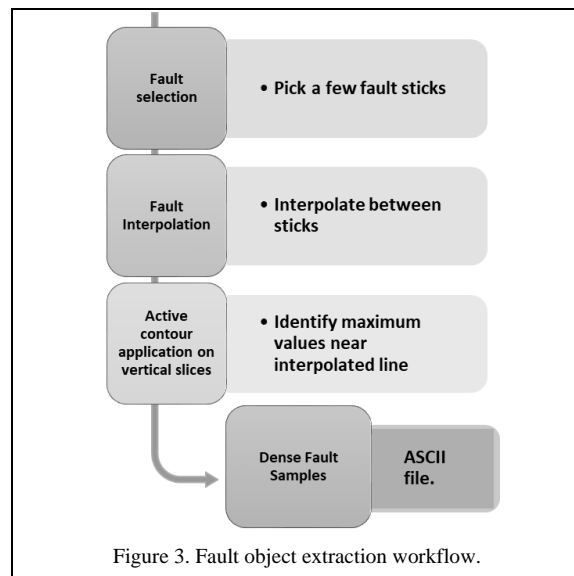 Fault
selection
• Pick a few fault sticks
Fault
Interpolation
• Interpolate between
sticks
Active
contour
application on
vertical slices
• Identify maximum
values near
interpolated line
Dense Fault
Samples
ASCII
file.
Figure 3. Fault object extraction workflow.